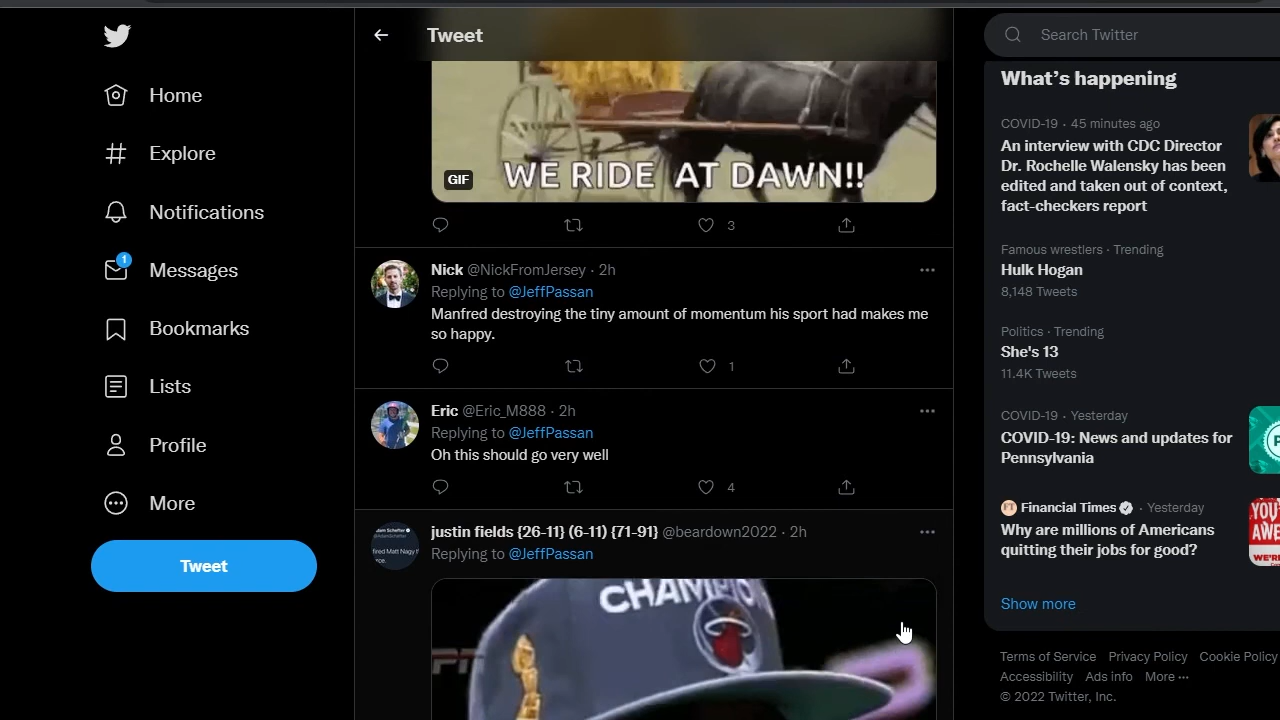 Home
Explore
Notifications
Messages
1
Bookmarks
Lists
Profile
More
Tweet
Tweet
WE RIDE AT DAWN!!
GIF
3
Nick @NickFromJersey · 2h
Replying to @JeffPassan
Manfred destroying the tiny amount of momentum his sport had makes me
so happy.
1
Eric @Eric_M888 · 2h
Replying to @JeffPassan
Oh this should go very well
4
justin fields {26-11} (6-11) {71-91} @beardown2022 · 2h
Replying to @JeffPassan
CHAMPION
Search Twitter
What's happening
COVID-19 · 45 minutes ago
An interview with CDC Director
Dr. Rochelle Walensky has been
edited and taken out of context,
fact-checkers report
Famous wrestlers · Trending
Hulk Hogan
8,148 Tweets
Politics · Trending
She's 13
11.4K Tweets
COVID-19 · Yesterday
COVID-19: News and updates for
Pennsylvania
Financial Times · Yesterday
Why are millions of Americans
quitting their jobs for good?
YOU'
AWE
WE'RE
Show more
Terms of Service Privacy Policy Cookie Policy
Accessibility Ads info More ···
© 2022 Twitter, Inc.